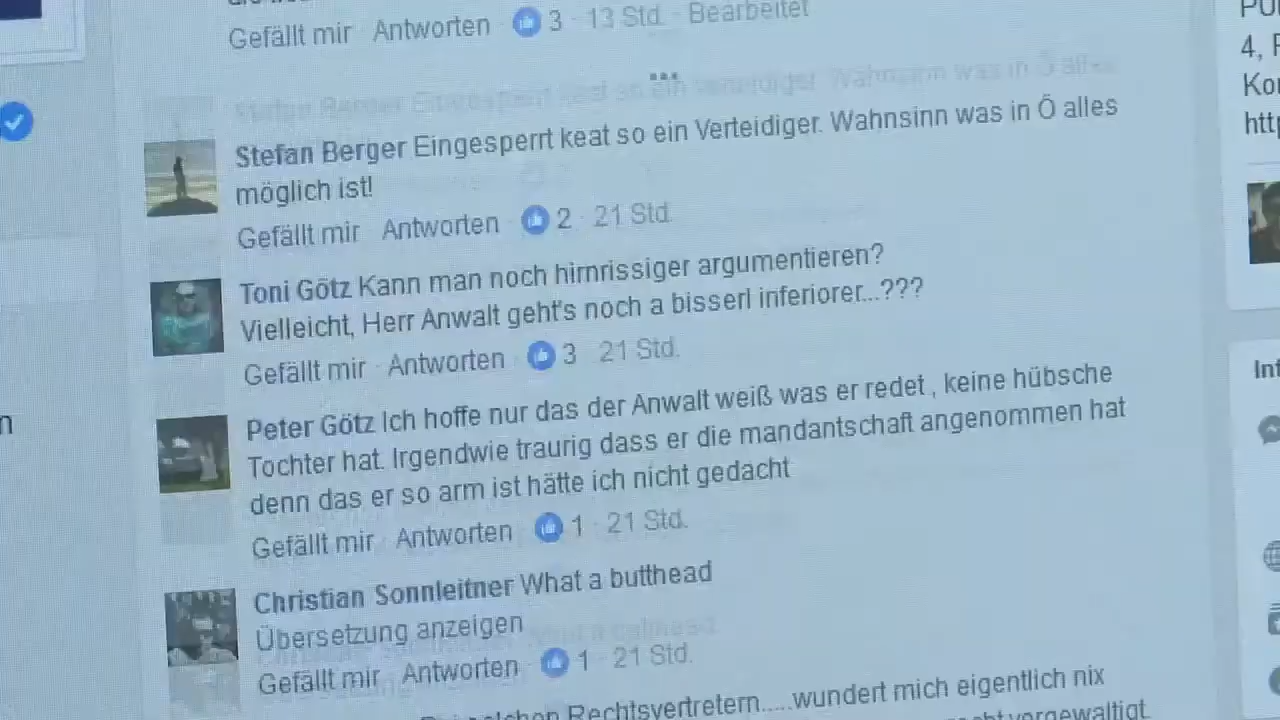 Gefällt mir Antworten 3 · 13 Std. · Bearbeitet
Stefan Berger Eingesperrt keat so ein Verteidiger. Wahnsinn was in Ö alles
möglich ist!
Gefällt mir · Antworten · 2 · 21 Std.
Toni Götz Kann man noch hirnrissiger argumentieren?
Vielleicht, Herr Anwalt geht's noch a bisserl inferiorer...???
Gefällt mir · Antworten · 3 · 21 Std.
Peter Götz Ich hoffe nur das der Anwalt weiß was er redet , keine hübsche
Tochter hat. Irgendwie traurig dass er die mandantschaft angenommen hat
denn das er so arm ist hätte ich nicht gedacht
Gefällt mir · Antworten · 1 · 21 Std.
Christian Sonnleitner What a butthead
Übersetzung anzeigen
Gefällt mir · Antworten · 1 · 21 Std.
Rechtsvertretern.....wundert mich eigentlich nix
4,
http